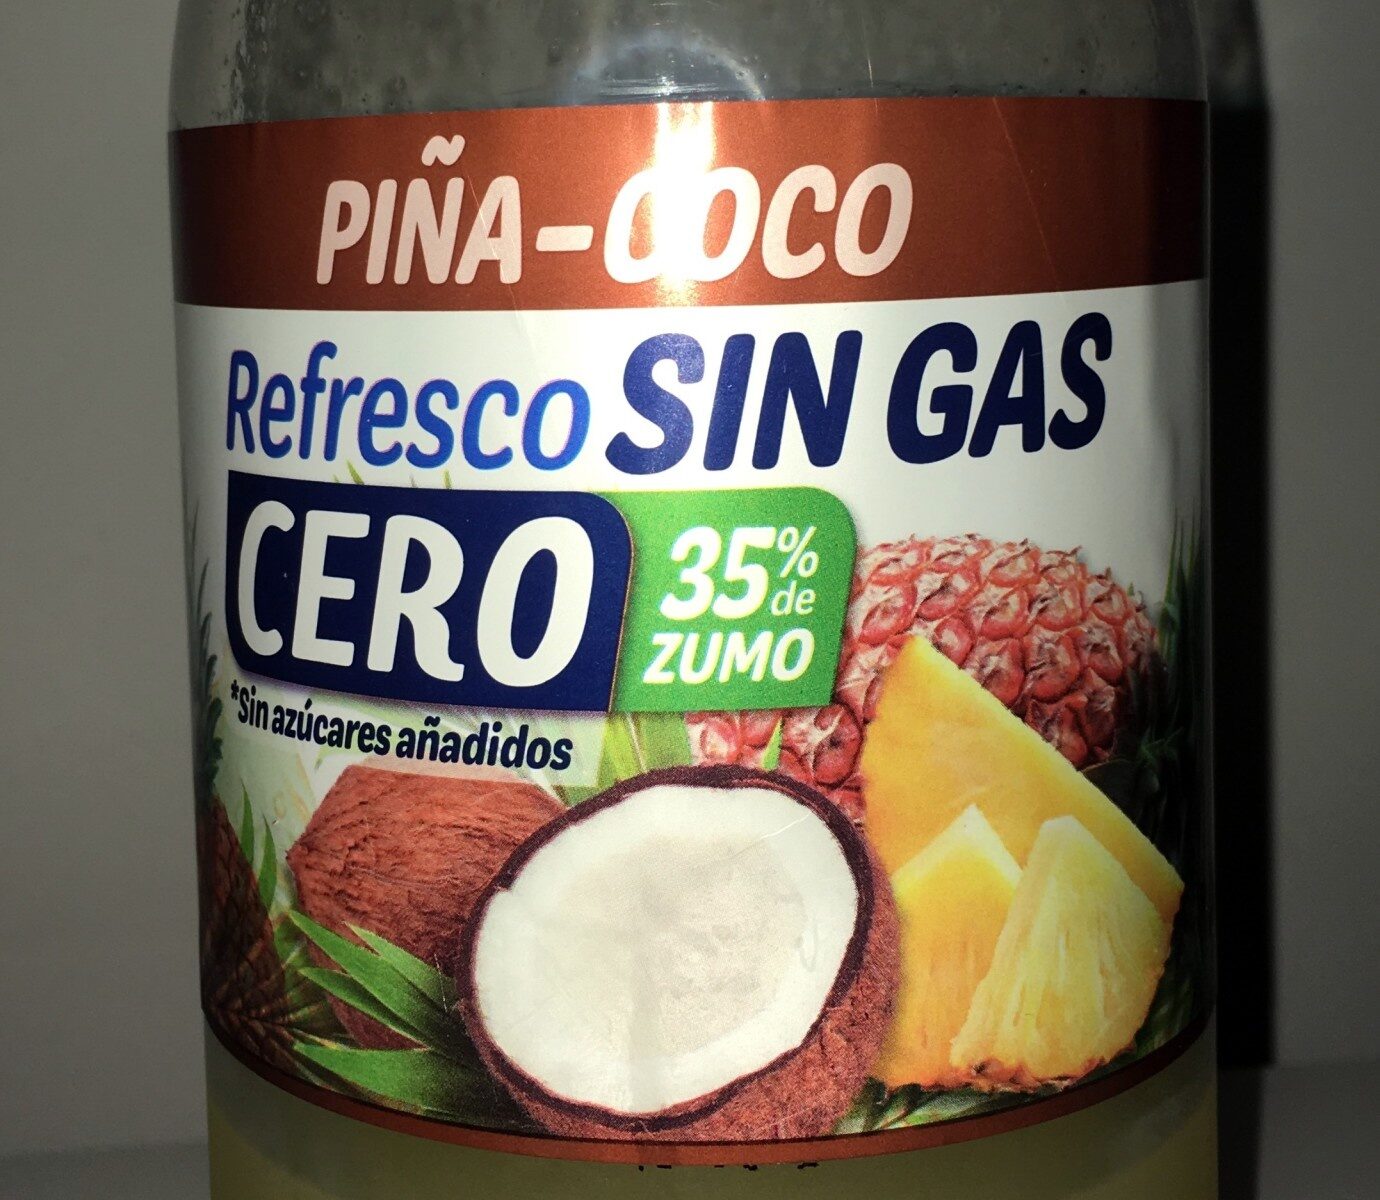 PIÑA-COCO
Refresco SIN GAS
CERO
35% de
ZUMO
*Sin azúcares añadidos